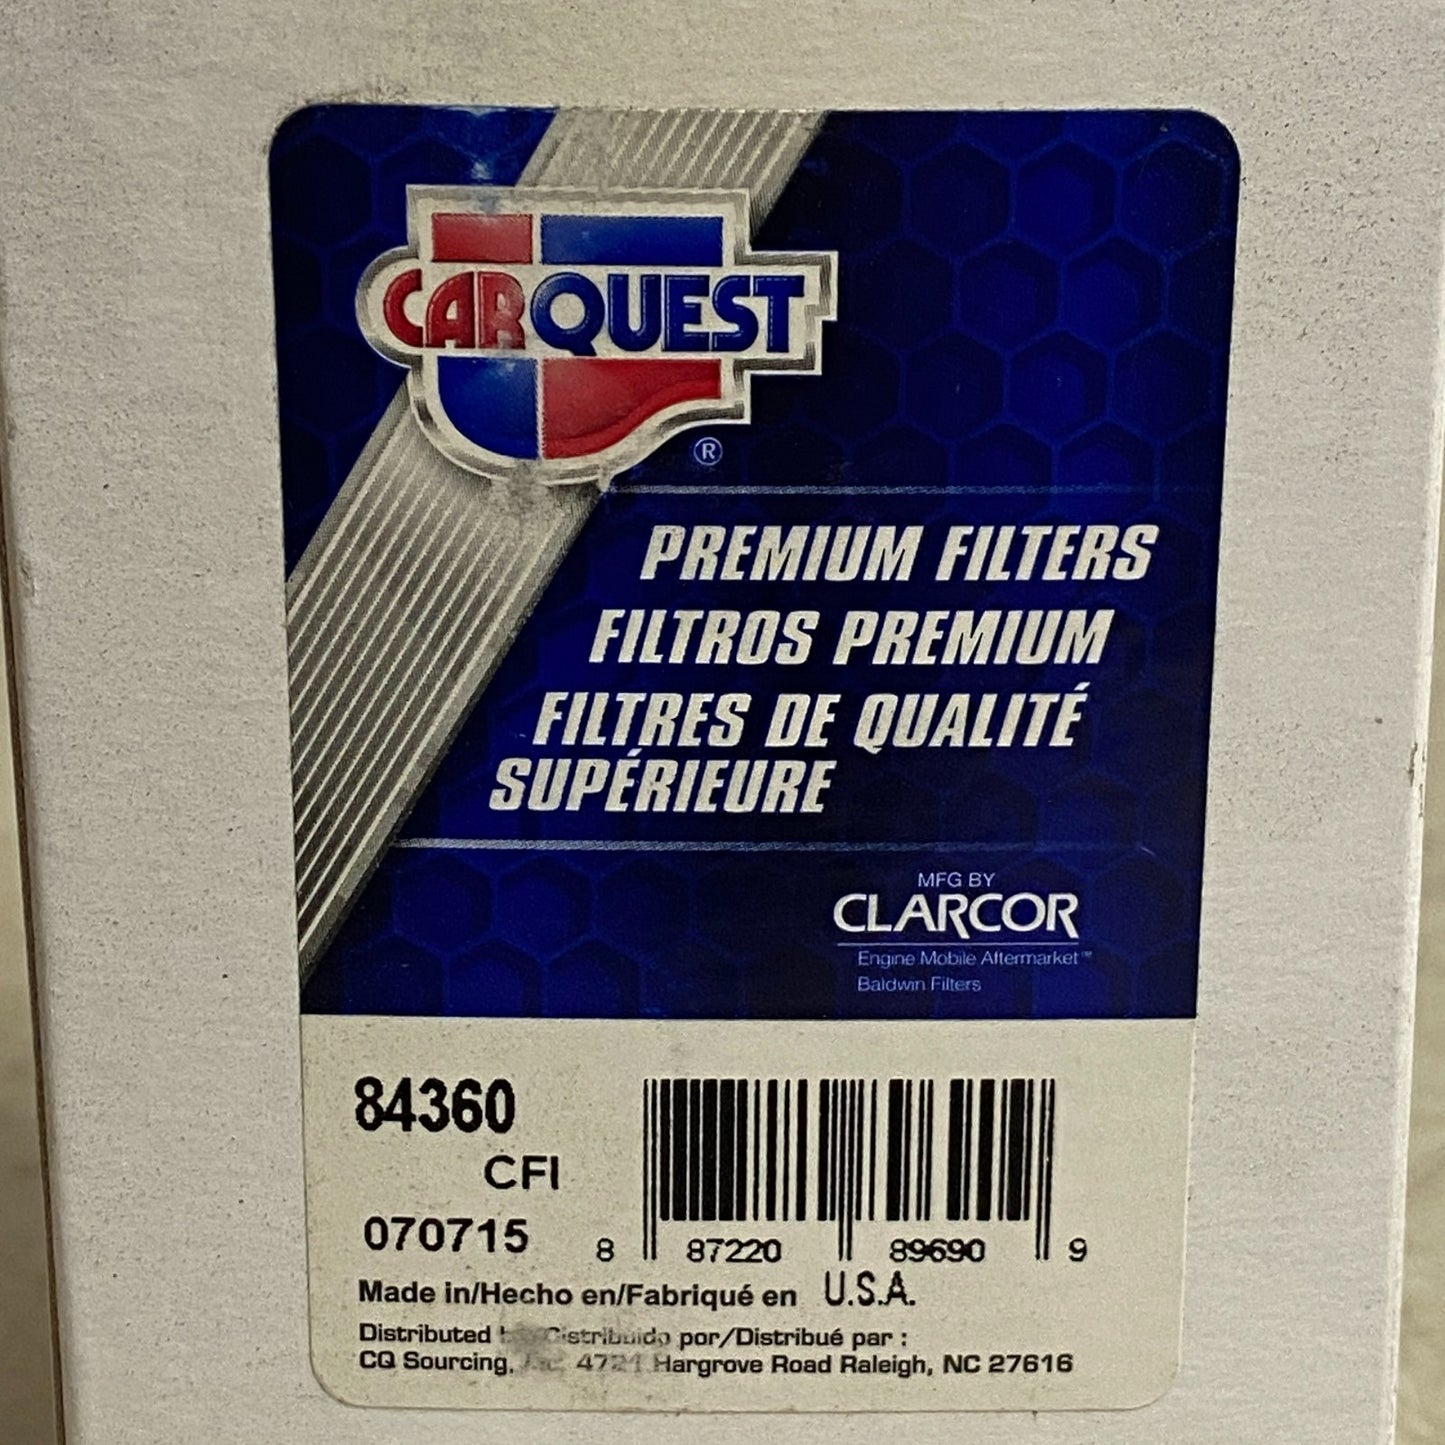 CARQUEST
®
PREMIUM FILTERS
FILTROS PREMIUM
FILTRES DE QUALITÉ
SUPÉRIEURE
MFG BY
CLARCOR
Engine Mobile Aftermarket™
Baldwin Filters
84360
CFI
070715
8 87220 89690 9
Made in/Hecho en/Fabriqué en U.S.A.
Distributed por/Distribué par :
CQ Sourcing, Hargrove Road Raleigh, NC 27616